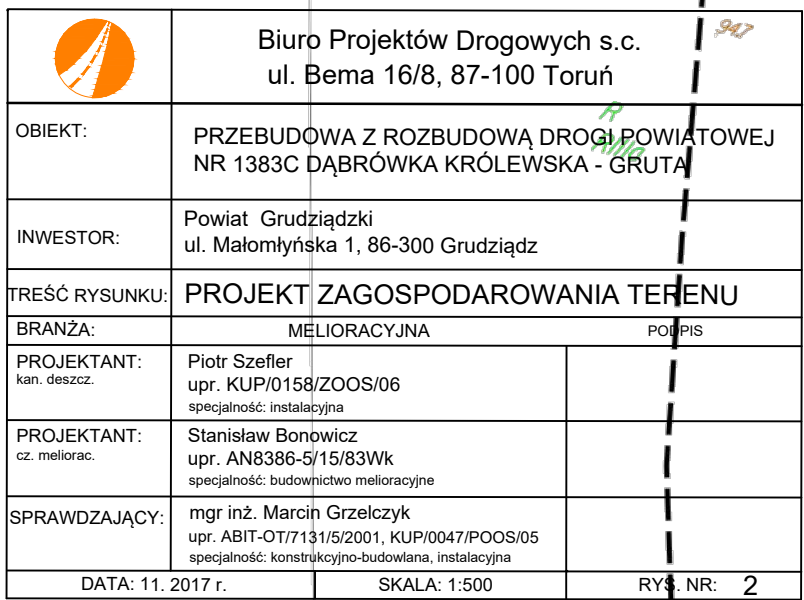 Biuro Projektów Drogowych s.c.
ul. Bema 16/8, 87-100 Toruń
94.7
OBIEKT:
PRZEBUDOWA Z ROZBUDOWĄ DROGI POWIATOWEJ
NR 1383C DĄBRÓWKA KRÓLEWSKA - GRUTA
R
RIIIa
INWESTOR:
Powiat Grudziądzki
ul. Małomłyńska 1, 86-300 Grudziądz
TREŚĆ RYSUNKU: PROJEKT ZAGOSPODAROWANIA TERENU
BRANŻA: MELIORACYJNA PODPIS
PROJEKTANT:
kan. deszcz.
Piotr Szefler
upr. KUP/0158/ZOOS/06
specjalność: instalacyjna
PROJEKTANT:
cz. meliorac.
Stanisław Bonowicz
upr. AN8386-5/15/83Wk
specjalność: budownictwo melioracyjne
SPRAWDZAJĄCY:
mgr inż. Marcin Grzelczyk
upr. ABIT-OT/7131/5/2001, KUP/0047/POOS/05
specjalność: konstrukcyjno-budowlana, instalacyjna
DATA: 11. 2017 r. SKALA: 1:500 RYS. NR: 2